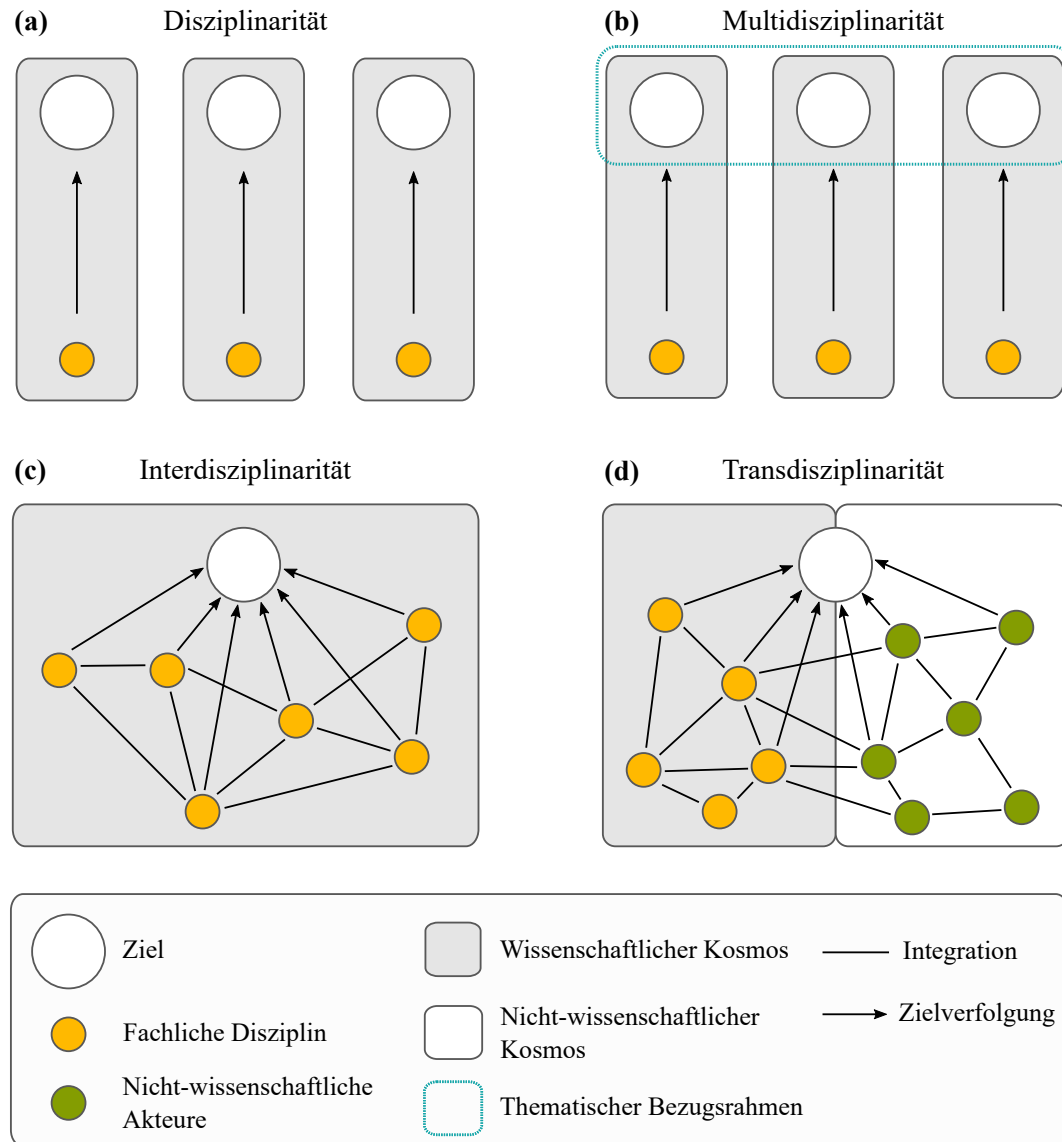 (a) Disziplinarität
(b) Multidisziplinarität
(c) Interdisziplinarität
(d) Transdisziplinarität
Ziel
Fachliche Disziplin
Nicht-wissenschaftliche
Akteure
Wissenschaftlicher Kosmos
Nicht-wissenschaftlicher
Kosmos
Thematischer Bezugsrahmen
Integration
Zielverfolgung